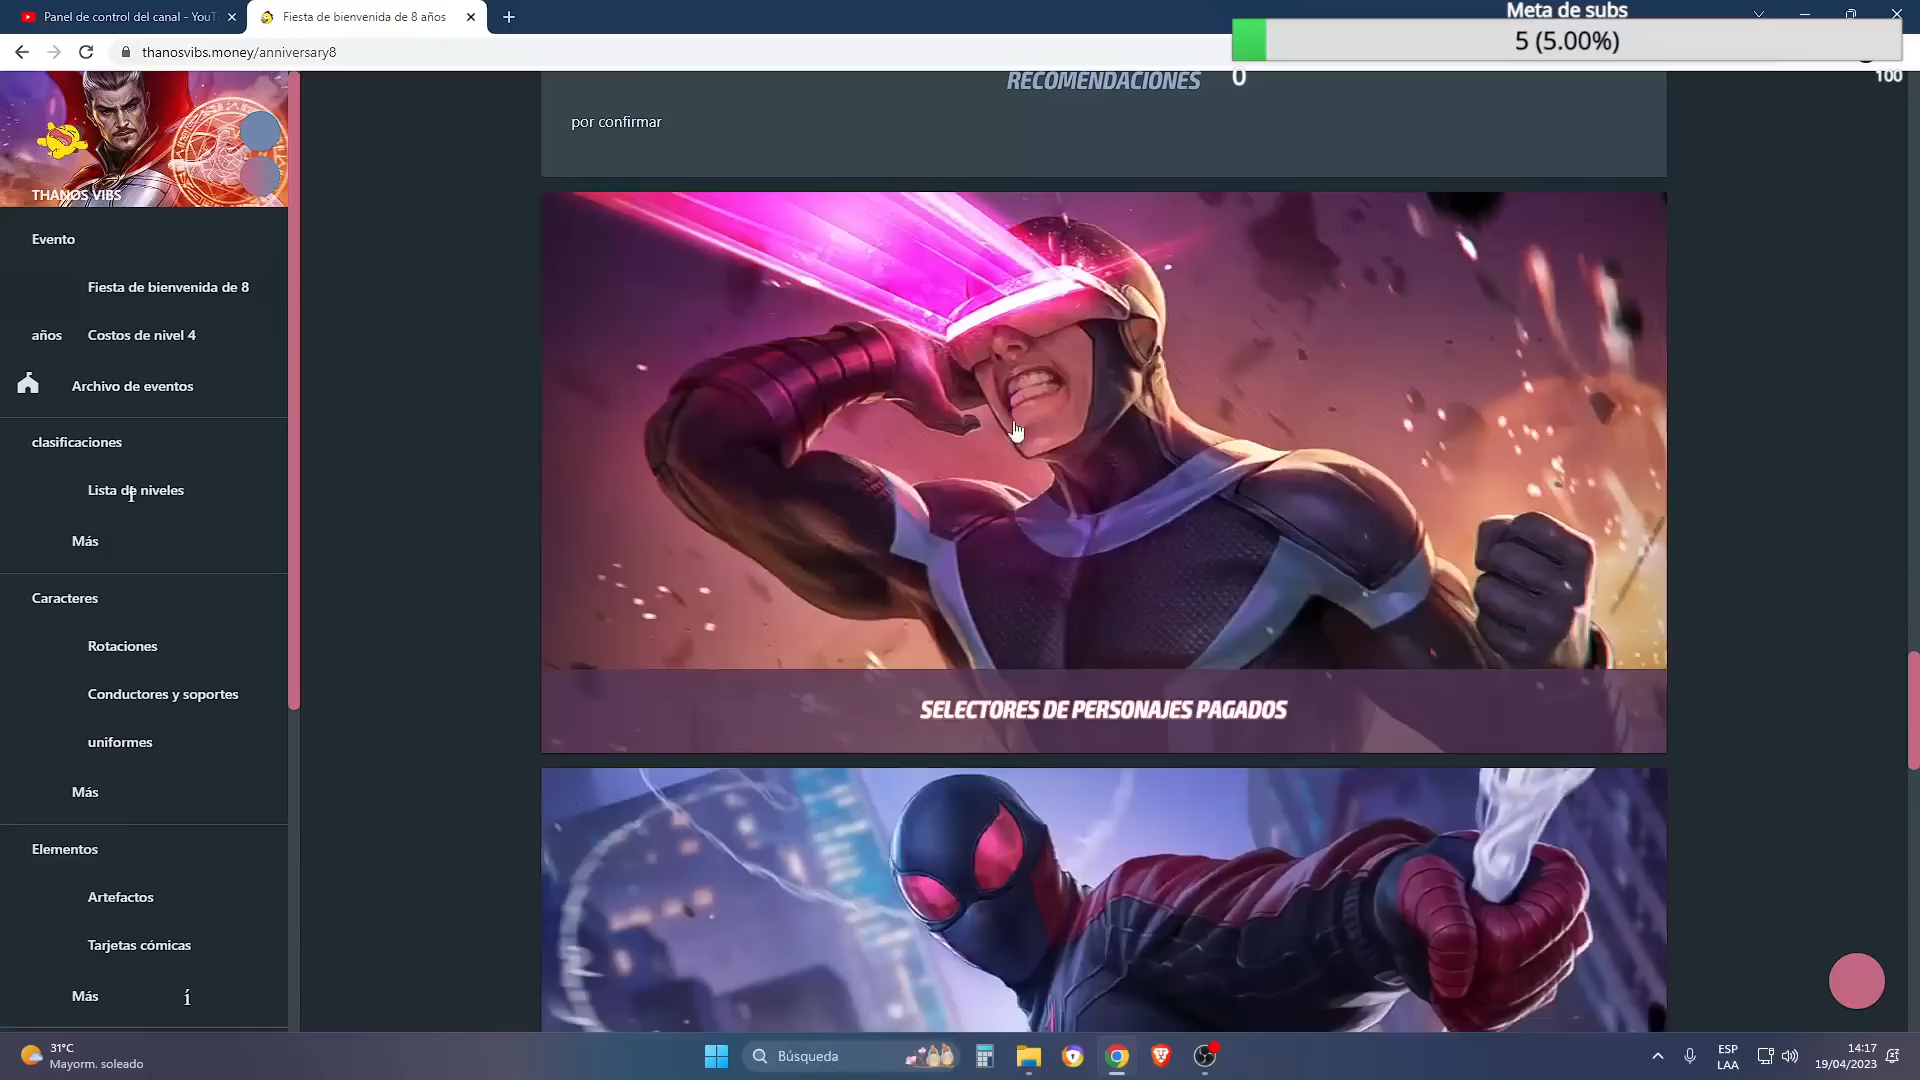 Panel de control del canal - YouT
Fiesta de bienvenida de 8 años
Meta de subs
5 (5.00%)
0
100
thanosvibs.money/anniversary8
THANOS VIBS
Evento
Fiesta de bienvenida de 8
años
Costos de nivel 4
Archivo de eventos
clasificaciones
Lista de niveles
Más
Caracteres
Rotaciones
Conductores y soportes
uniformes
Más
Elementos
Artefactos
Tarjetas cómicas
Más
í
RECOMENDACIONES
por confirmar
SELECTORES DE PERSONAJES PAGADOS
31°C
Mayorm. soleado
Búsqueda
ESP
LAA
14:17
19/04/2023